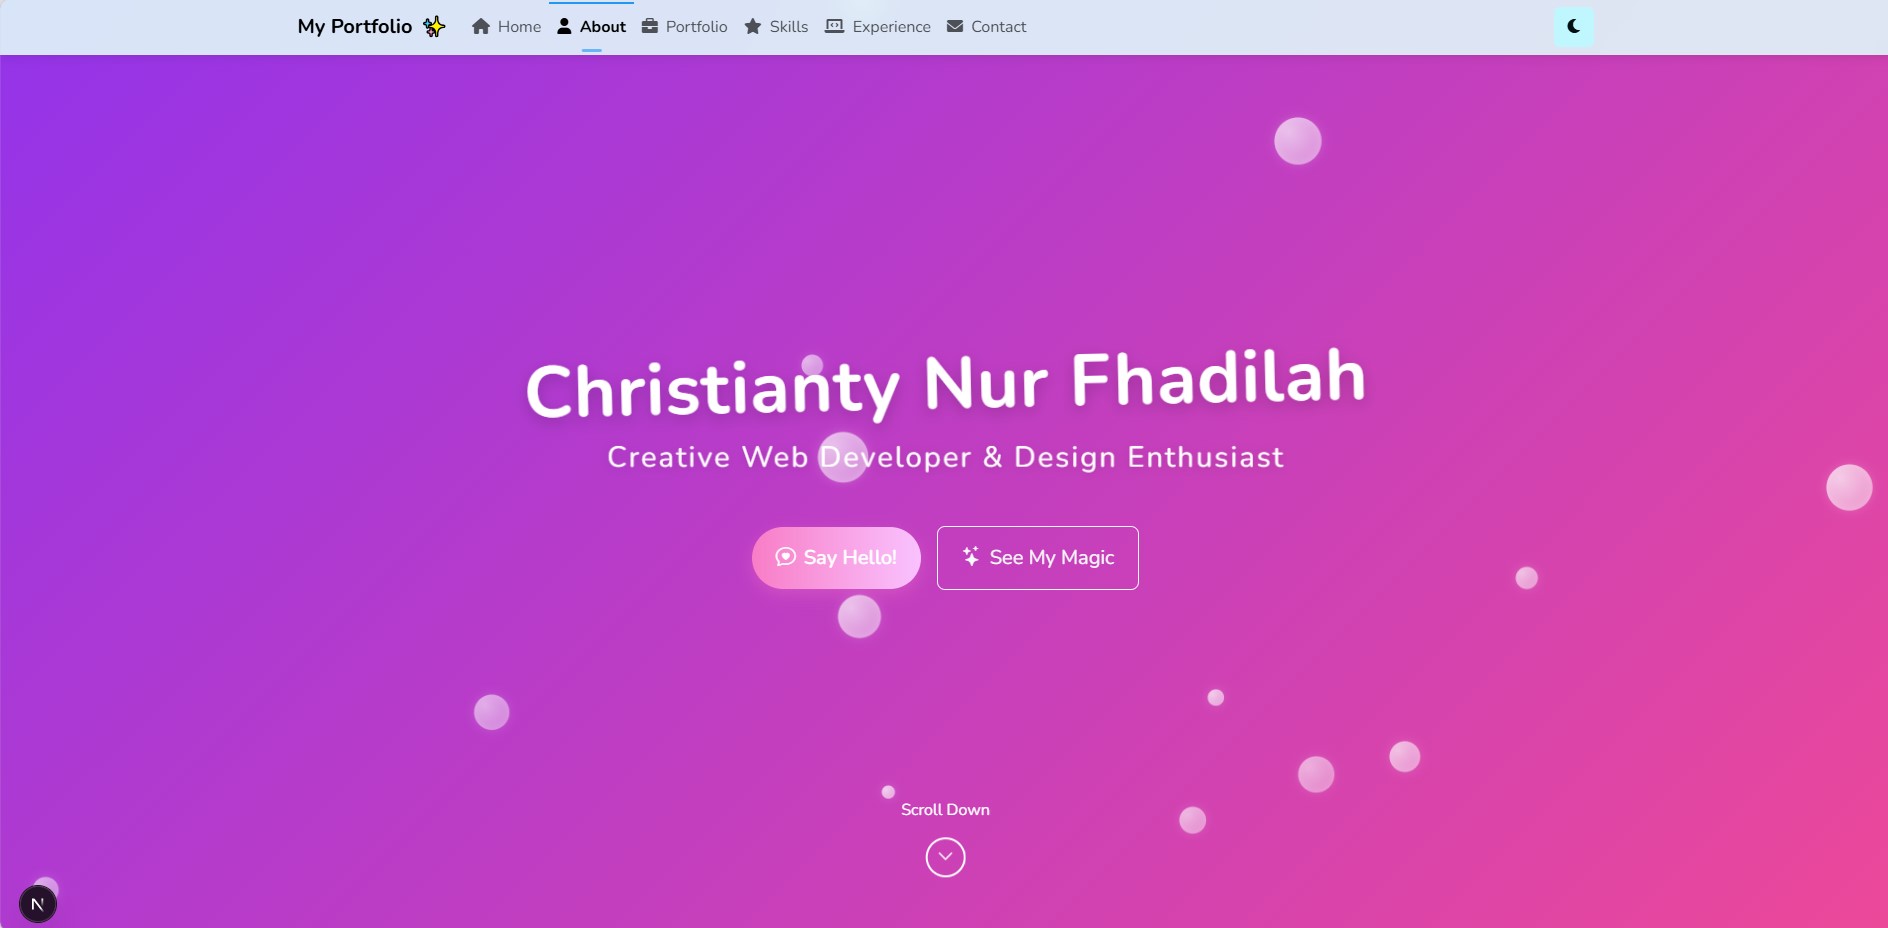 My Portfolio ✨ Home About Portfolio Skills Experience Contact
Christianty Nur Fhadilah
Creative Web Developer & Design Enthusiast
Say Hello! See My Magic
Scroll Down
N